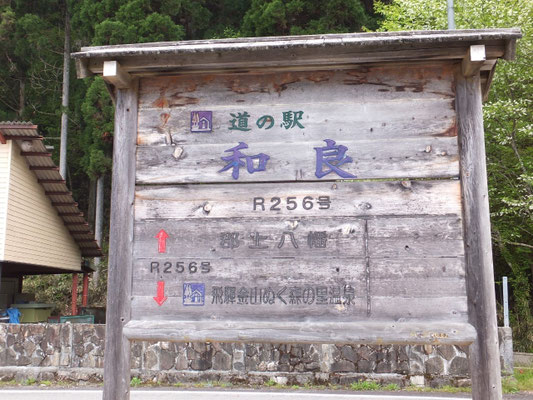 道の駅
和良
R256号
郡上八幡
R256号
飛騨金山ぬく森の里温泉